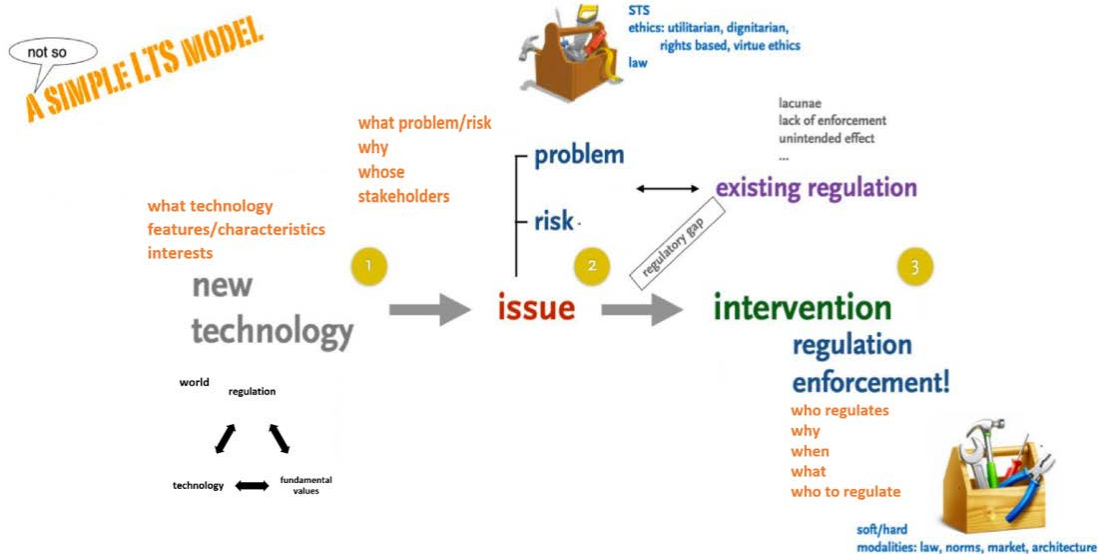 not so
A SIMPLE LTS MODEL
STS
ethics: utilitarian, dignitarian,
rights based, virtue ethics
law
what problem/risk
why
whose
stakeholders
problem
risk
lacunae
lack of enforcement
unintended effect
...
existing regulation
regulatory gap
what technology
features/characteristics
interests
1
2
3
new
technology
issue
intervention
regulation
enforcement!
world
regulation
technology
fundamental
values
who regulates
why
when
what
who to regulate
soft/hard
modalities: law, norms, market, architecture